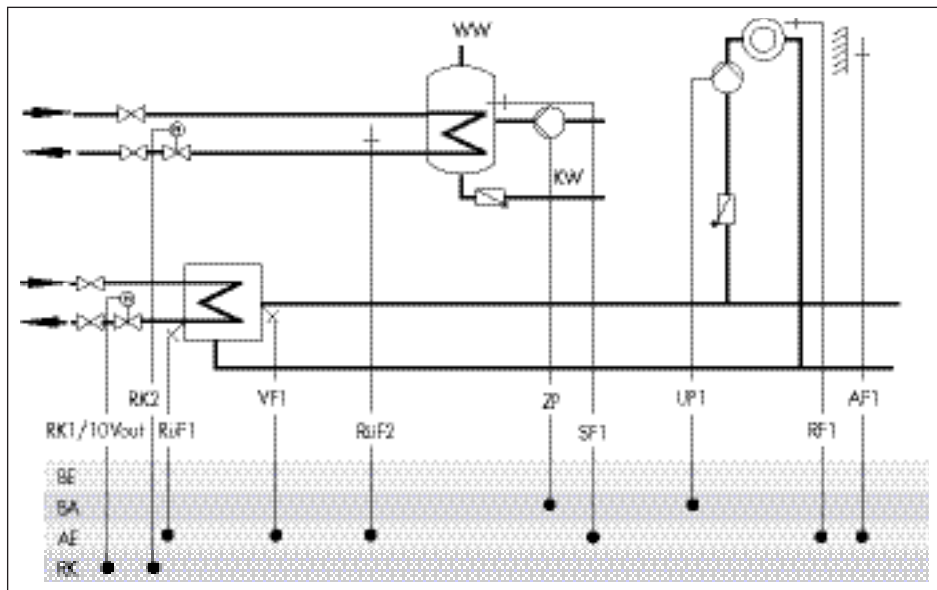 WW
KW
RK2 VF1 ZP UP1 AF1
RK1/10Vout RüF1 RüF2 SF1 RF1
BE
BA
AE
RK